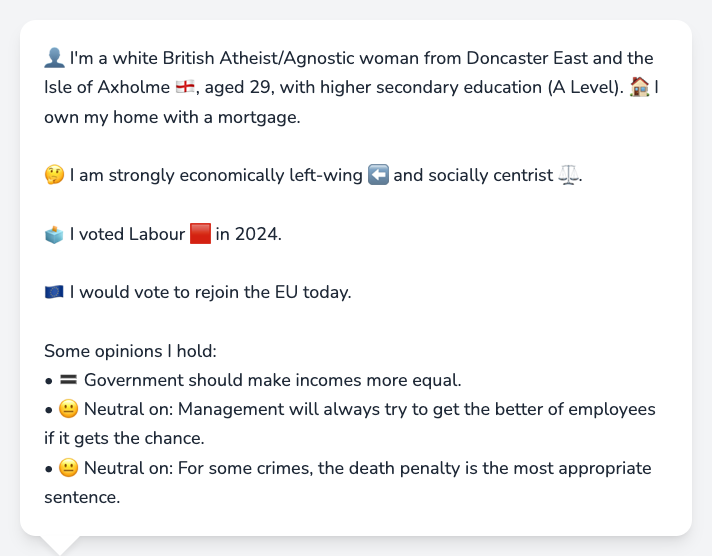 👤 I'm a white British Atheist/Agnostic woman from Doncaster East and the
Isle of Axholme 🏴󠁧󠁢󠁥󠁮󠁧󠁿, aged 29, with higher secondary education (A Level). 🏠 I
own my home with a mortgage.
🤔 I am strongly economically left-wing ⬅️ and socially centrist ⚖️.
🗳️ I voted Labour 🟥 in 2024.
🇪🇺 I would vote to rejoin the EU today.
Some opinions I hold:
• 🟰 Government should make incomes more equal.
• 😐 Neutral on: Management will always try to get the better of employees
if it gets the chance.
• 😐 Neutral on: For some crimes, the death penalty is the most appropriate
sentence.